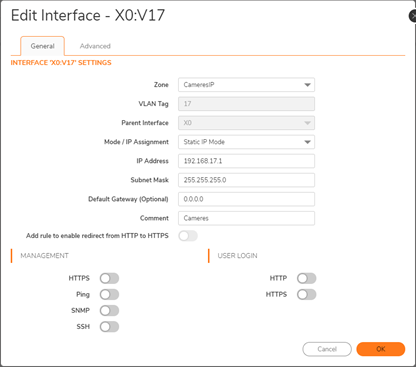 Edit Interface - X0:V17
General Advanced
INTERFACE 'X0:V17' SETTINGS
Zone CameresIP
VLAN Tag 17
Parent Interface X0
Mode / IP Assignment Static IP Mode
IP Address 192.168.17.1
Subnet Mask 255.255.255.0
Default Gateway (Optional) 0.0.0.0
Comment Cameres
Add rule to enable redirect from HTTP to HTTPS
MANAGEMENT USER LOGIN
HTTPS HTTP
Ping HTTPS
SNMP
SSH
Cancel OK